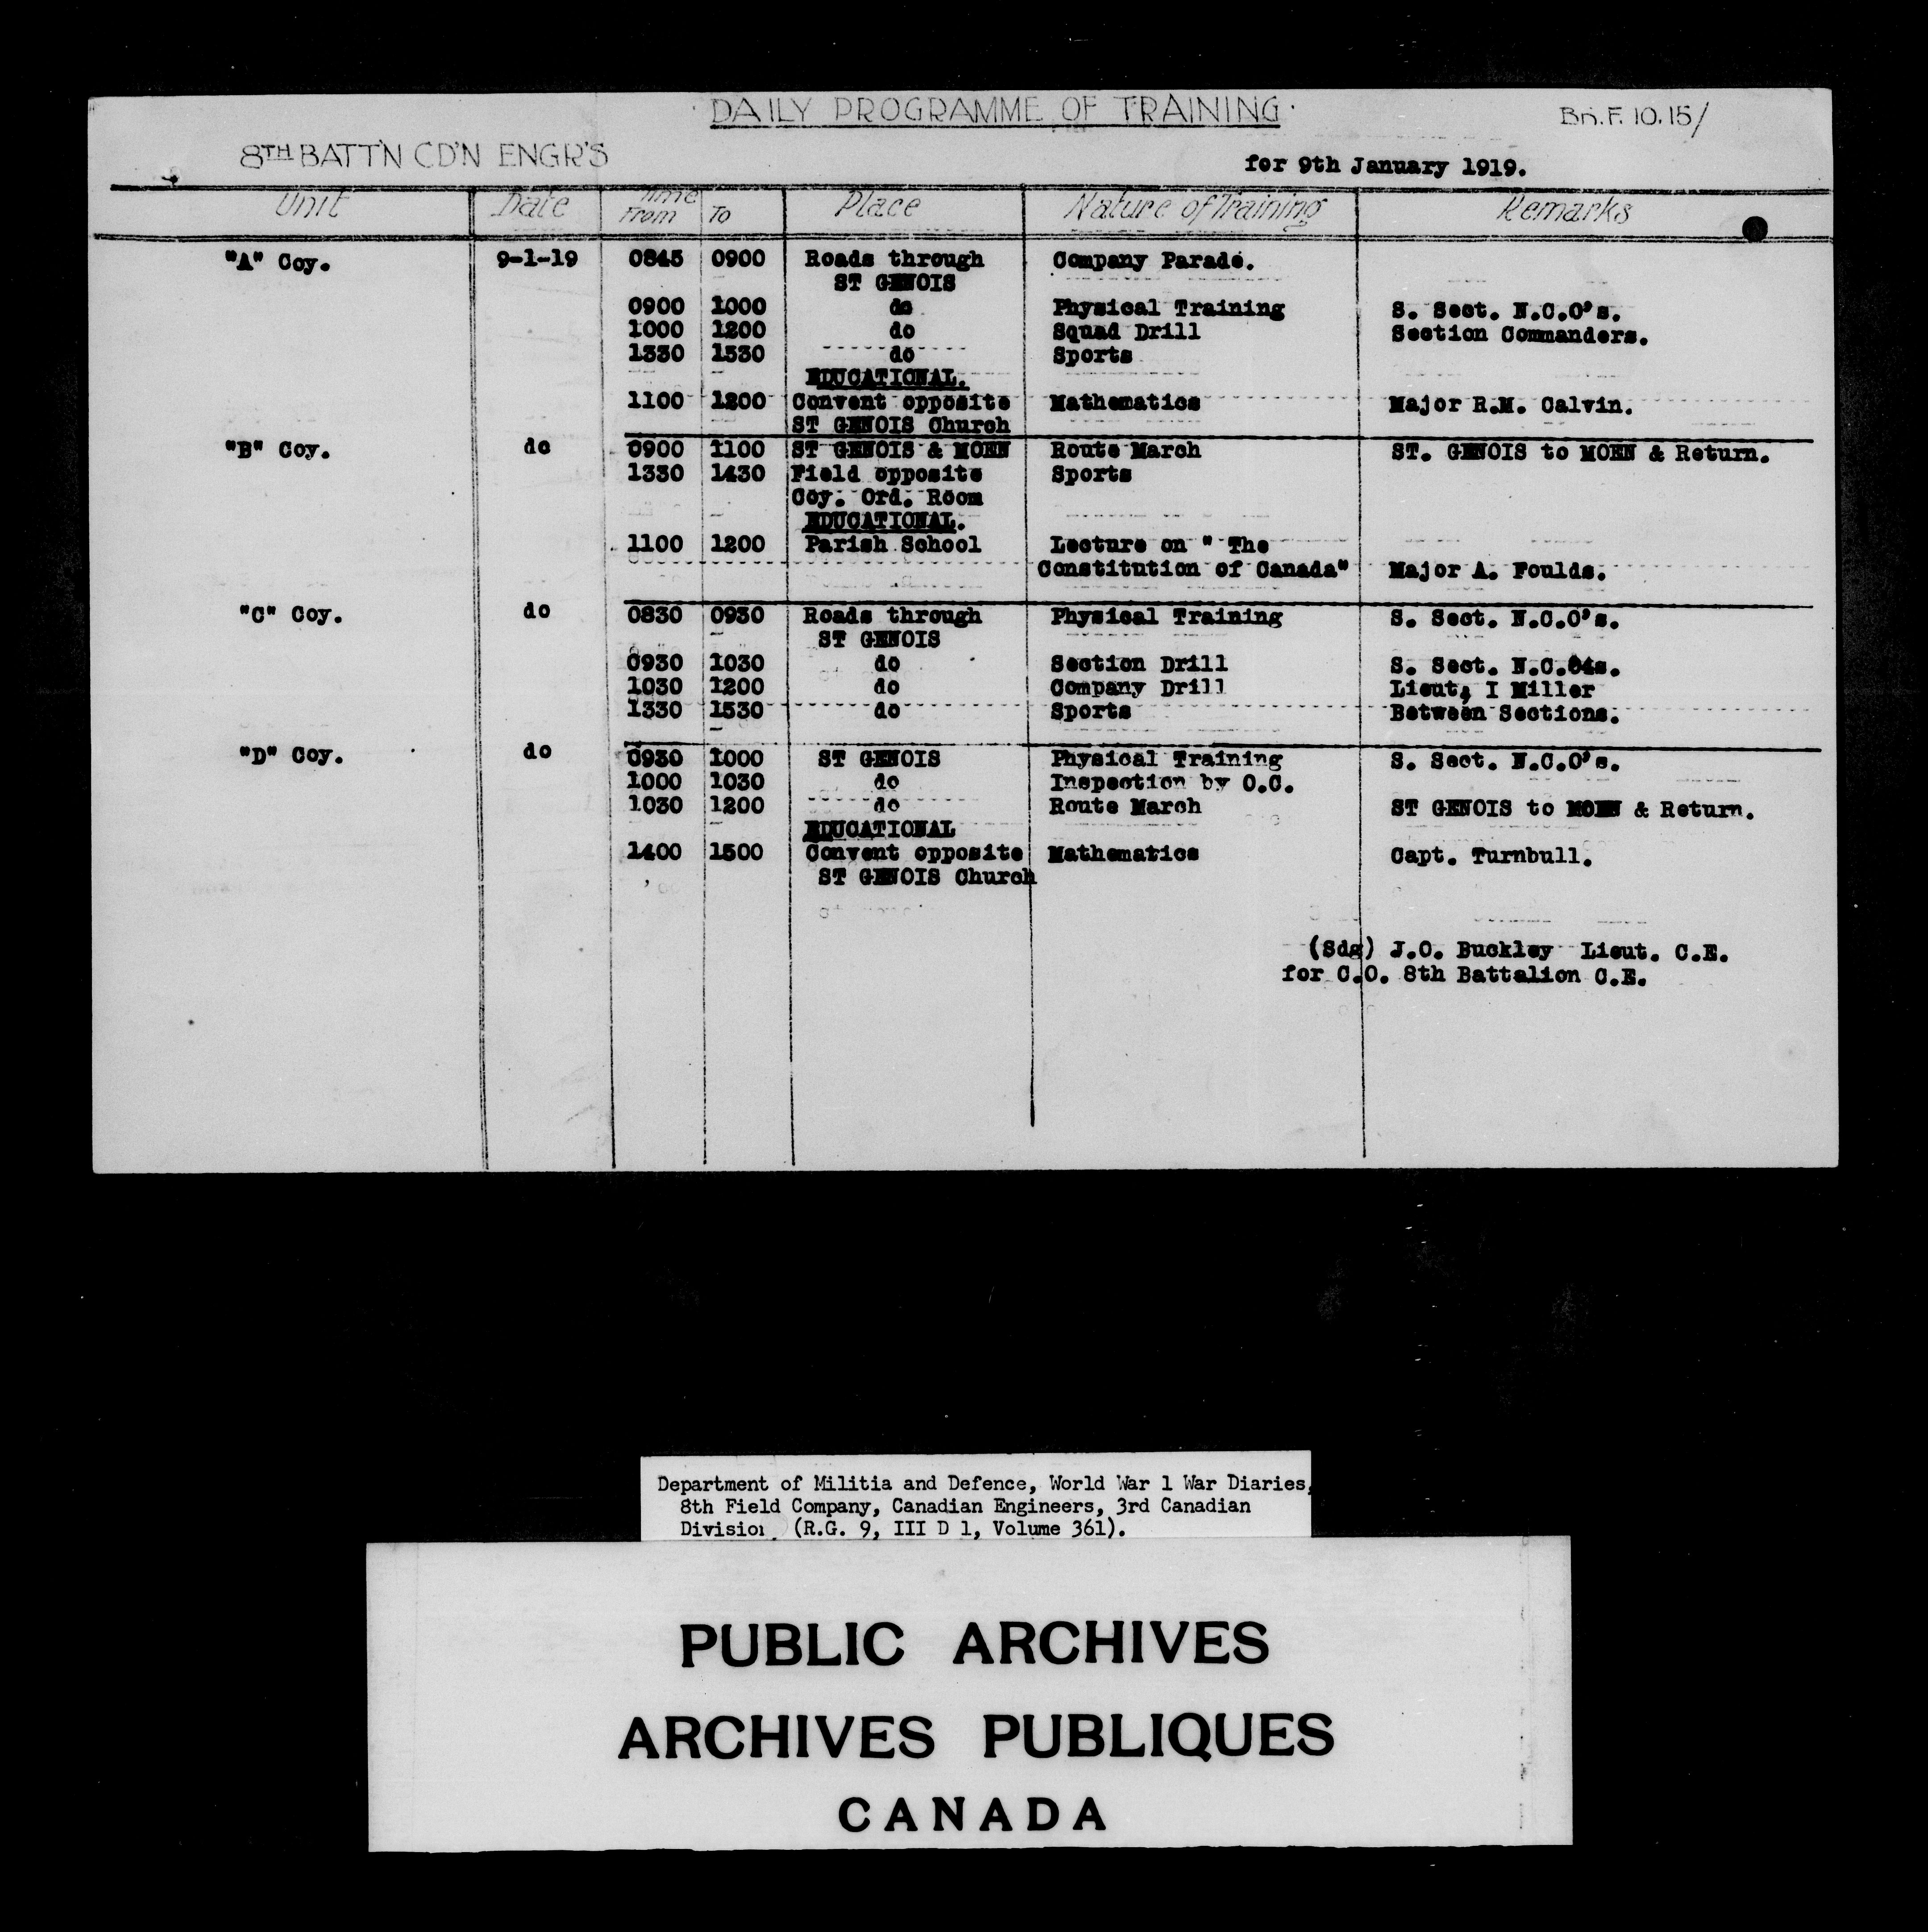 DAILY PROGRAMME OF TRAINING.
Bn.F. 10.15/
8TH BATT'N CD'N ENGR'S
for 9th January 1919.
Unit Date Time From To Place Nature of Training Remarks
"A" Coy. 9-1-19 0845 0900 Roads through Company Parade.
ST GENOIS
0900 1000 do Physical Training S. Sect. N.C.O's.
1000 1200 do Squad Drill Section Commanders.
1330 1530 do Sports
EDUCATIONAL.
1100 1200 Convent opposite Mathematics Major R.M. Calvin.
ST GENOIS Church
"B" Coy. do 0900 1100 ST GENOIS & MOEN Route March ST. GENOIS to MOEN & Return.
1330 1430 Field opposite Sports
Coy. Ord. Room
EDUCATIONAL.
1100 1200 Parish School Lecture on " The
Constitution of Canada" Major A. Foulds.
"C" Coy. do 0830 0930 Roads through Physical Training S. Sect. N.C.O's.
ST GENOIS
0930 1030 do Section Drill S. Sect. N.C.O's.
1030 1200 do Company Drill Lieut, I Miller
1330 1530 do Sports Between Sections.
"D" Coy. do 0930 1000 ST GENOIS Physical Training S. Sect. N.C.O's.
1000 1030 do Inspection by O.C.
1030 1200 do Route March ST GENOIS to MOEN & Return.
EDUCATIONAL
1400 1500 Convent opposite Mathematics Capt. Turnbull.
ST GENOIS Church
(Sdg) J.O. Buckley Lieut. C.E.
for C.O. 8th Battalion C.E.
Department of Militia and Defence, World War 1 War Diaries,
8th Field Company, Canadian Engineers, 3rd Canadian
Division (R.G. 9, III D 1, Volume 361).
PUBLIC ARCHIVES
ARCHIVES PUBLIQUES
CANADA